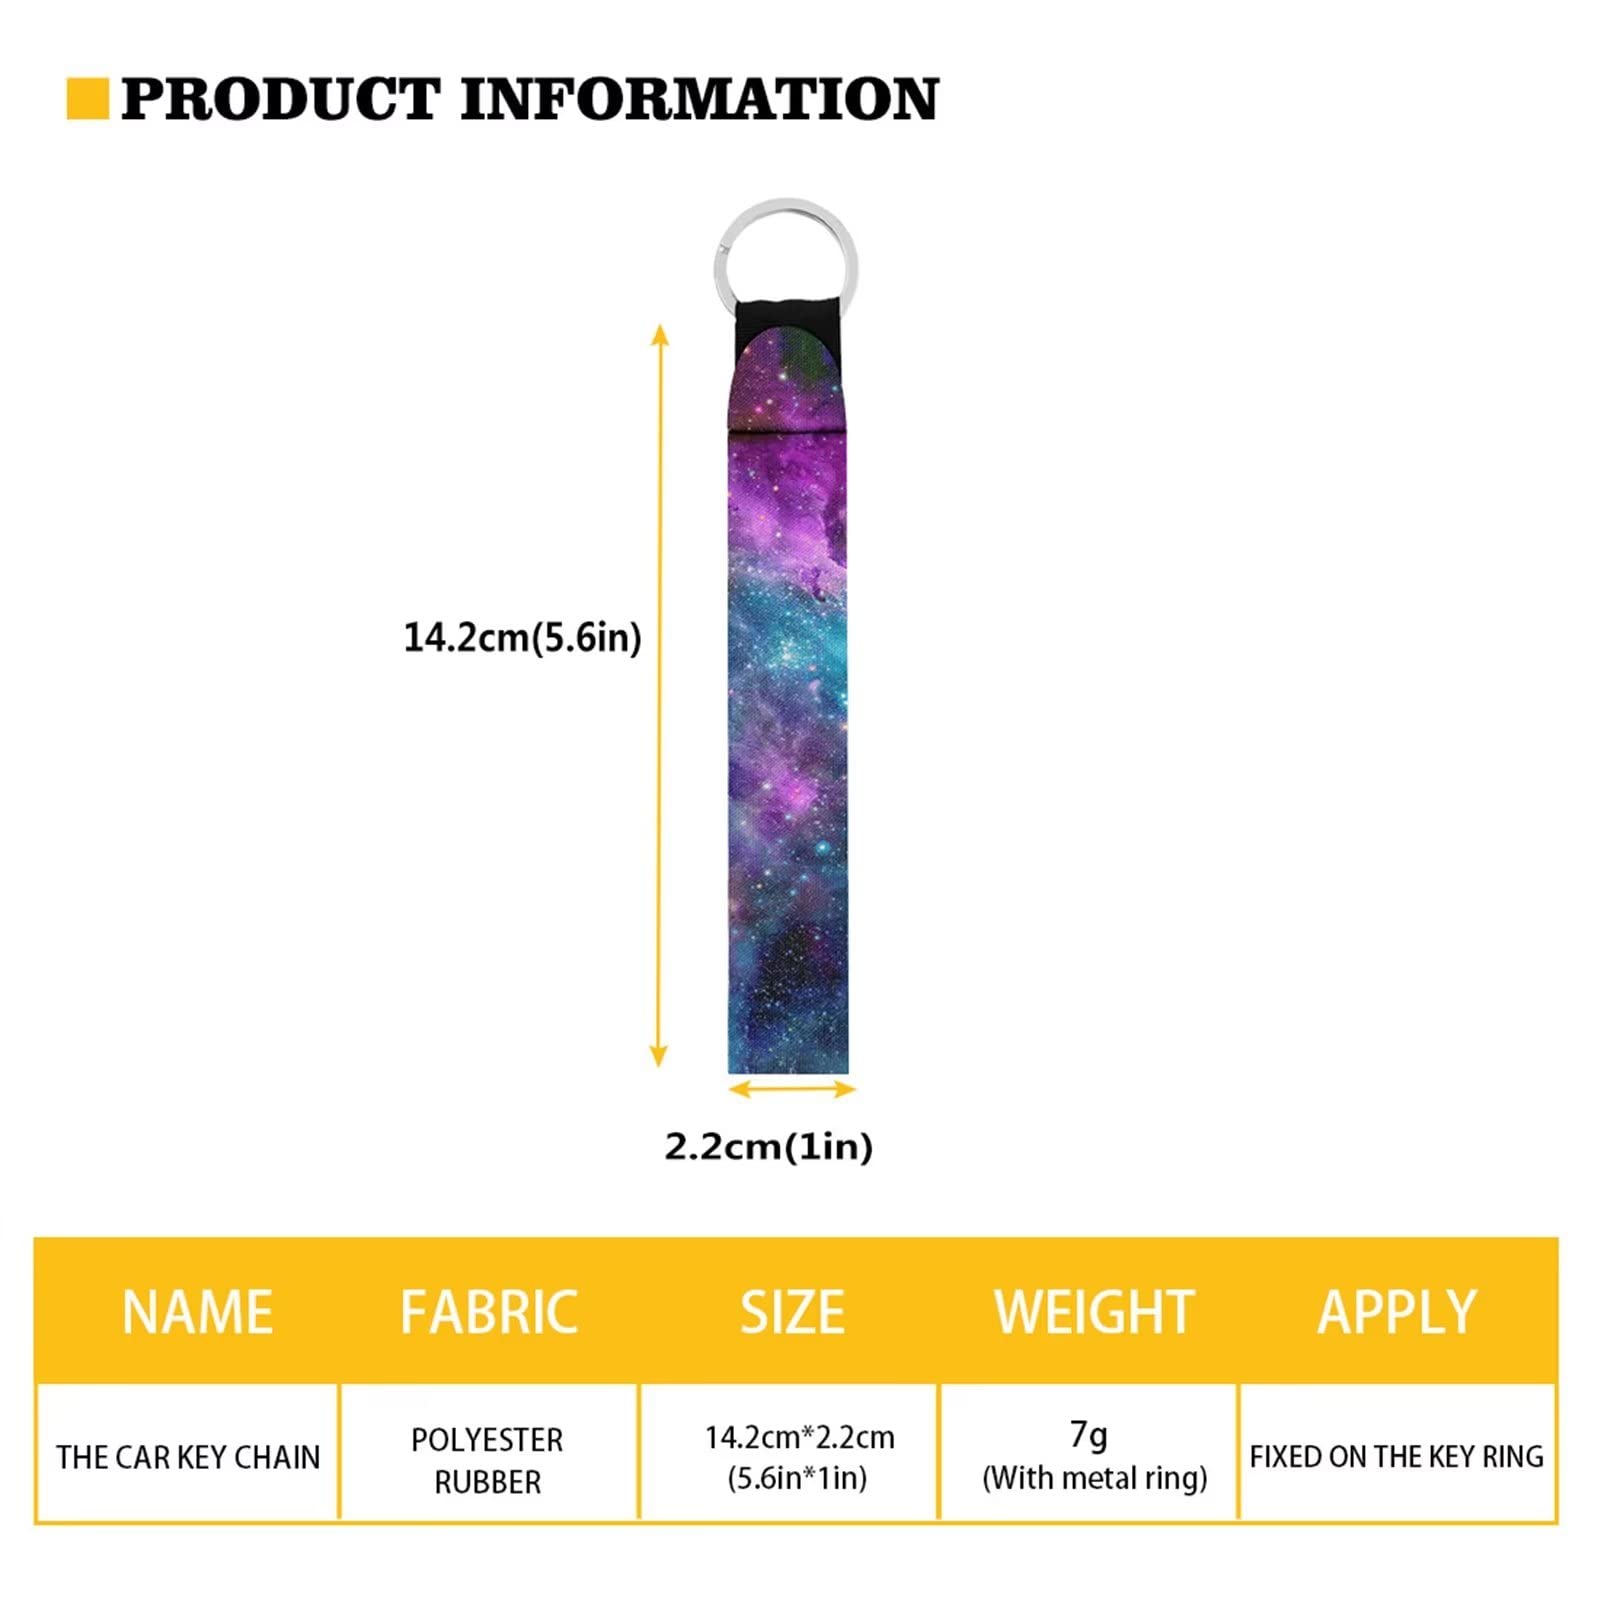 PRODUCT INFORMATION
14.2cm(5.6in)
2.2cm(1in)
NAME FABRIC SIZE WEIGHT APPLY
THE CAR KEY CHAIN
POLYESTER
RUBBER
14.2cm*2.2cm
(5.6in*1in)
7g
(With metal ring)
FIXED ON THE KEY RING